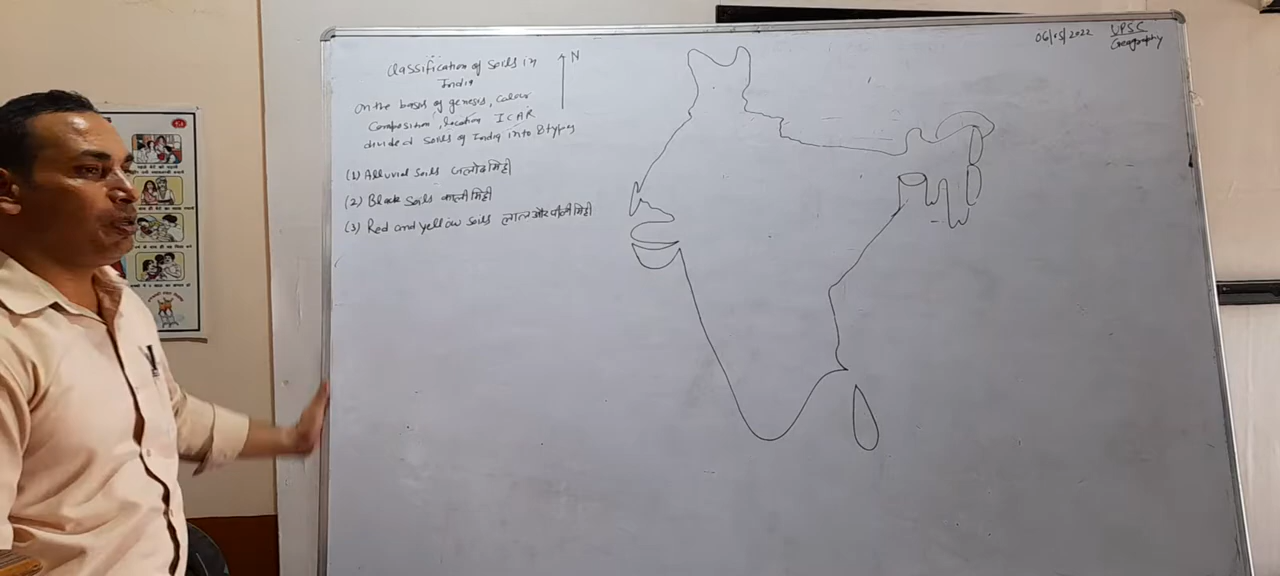 Classification of Soils in
India
On the bases of genesis, colour
Composition, location ICAR
divided Soils of India into 8 types
(1) Alluvial Soils जलोढ मिट्टी
(2) Black Soils काली मिट्टी
(3) Red and yellow Soils लाल और पीली मिट्टी
N
06/05/2022
UPSC
Geography